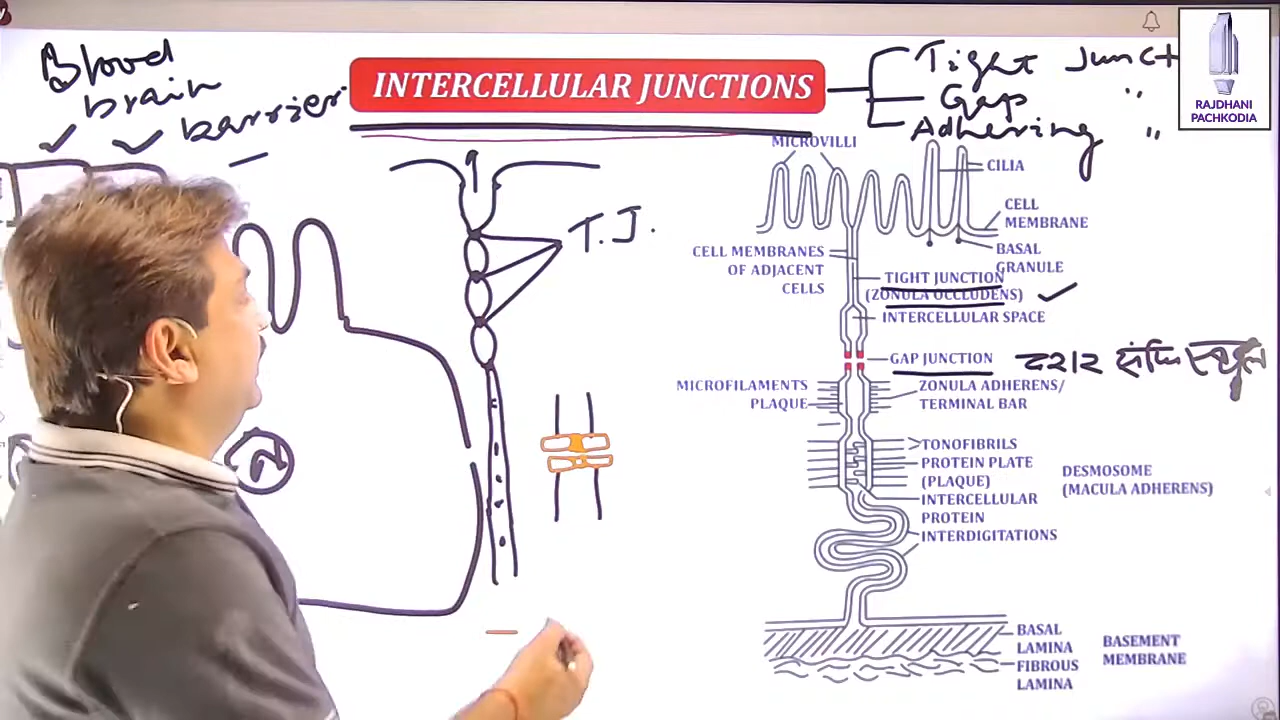 Blood
brain
barrier
INTERCELLULAR JUNCTIONS
Tight Junct
Gap "
Adhering "
RAJDHANI
PACHKODIA
T.J.
MICROVILLI
CILIA
CELL
MEMBRANE
BASAL
GRANULE
CELL MEMBRANES
OF ADJACENT
CELLS
TIGHT JUNCTION
(ZONULA OCCLUDENS)
INTERCELLULAR SPACE
GAP JUNCTION
दरार संधि स्थल
MICROFILAMENTS
PLAQUE
ZONULA ADHERENS/
TERMINAL BAR
TONOFIBRILS
PROTEIN PLATE
(PLAQUE)
INTERCELLULAR
PROTEIN
DESMOSOME
(MACULA ADHERENS)
INTERDIGITATIONS
BASAL
LAMINA
FIBROUS
LAMINA
BASEMENT
MEMBRANE